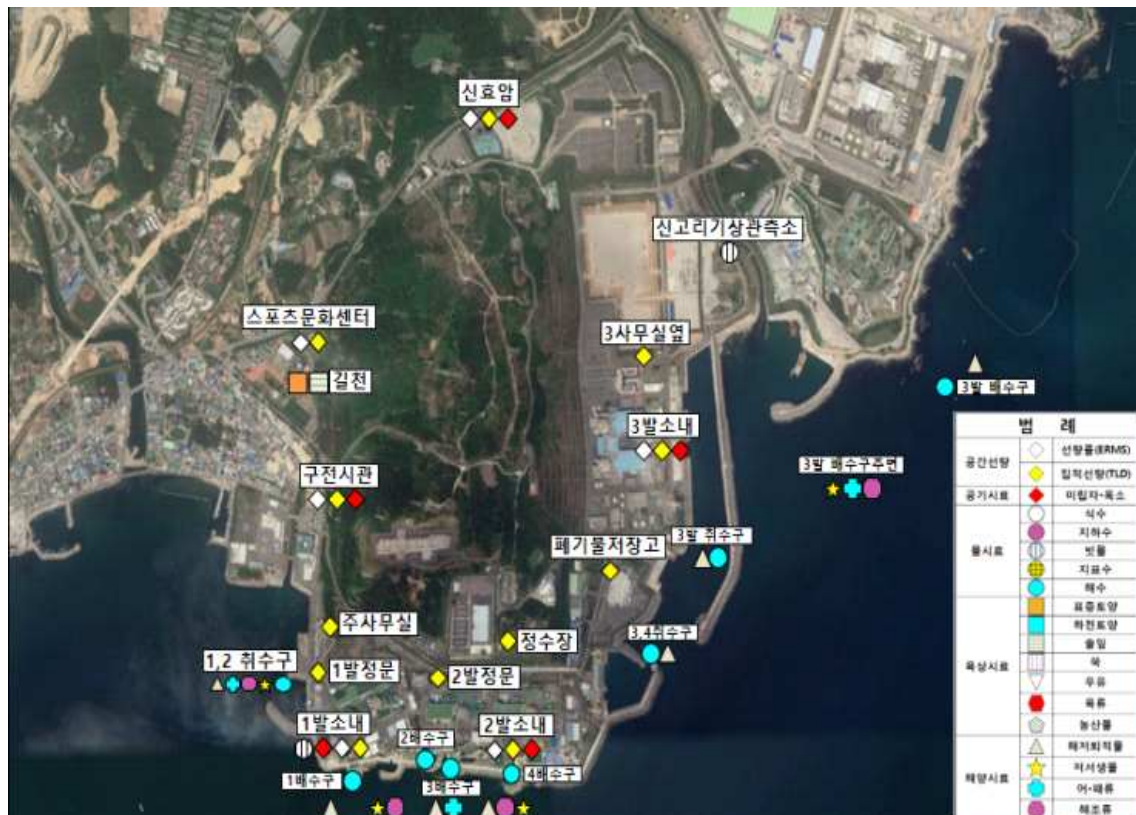 신효암
신고리기상관측소
스포츠문화센터
3사무실옆
길천
3발 배수구
3발소내
3발 배수구주변
구전시관
3발 취수구
폐기물저장고
주사무실
정수장
3,4취수구
1,2 취수구
1발정문
2발정문
1발소내
2발소내
2배수구
1배수구
3배수구
4배수구
범 례
공간선량
선량률(ERMS)
집적선량(TLD)
공기시료
미립자·옥소
물시료
식수
지하수
빗물
지표수
해수
육상시료
표층토양
하천토양
솔잎
쑥
우유
육류
농산물
해양시료
해저퇴적물
저서생물
어·패류
해조류